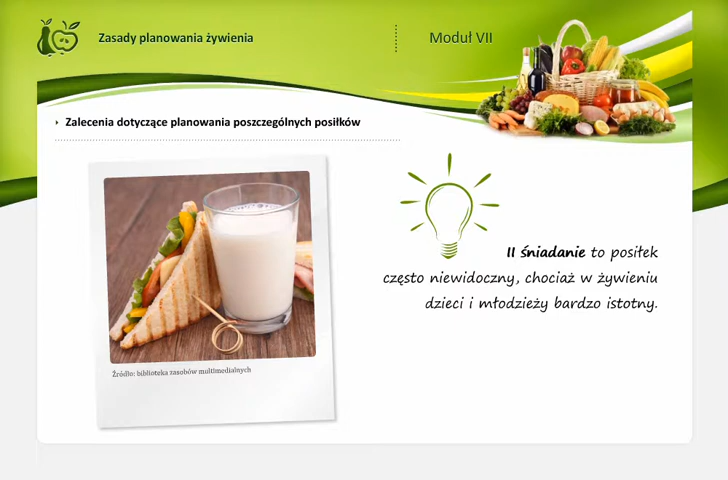 Zasady planowania żywienia
Moduł VII
Zalecenia dotyczące planowania poszczególnych posiłków
II śniadanie to posiłek
często niewidoczny, chociaż w żywieniu
dzieci i młodzieży bardzo istotny.
Źródło: biblioteka zasobów multimedialnych